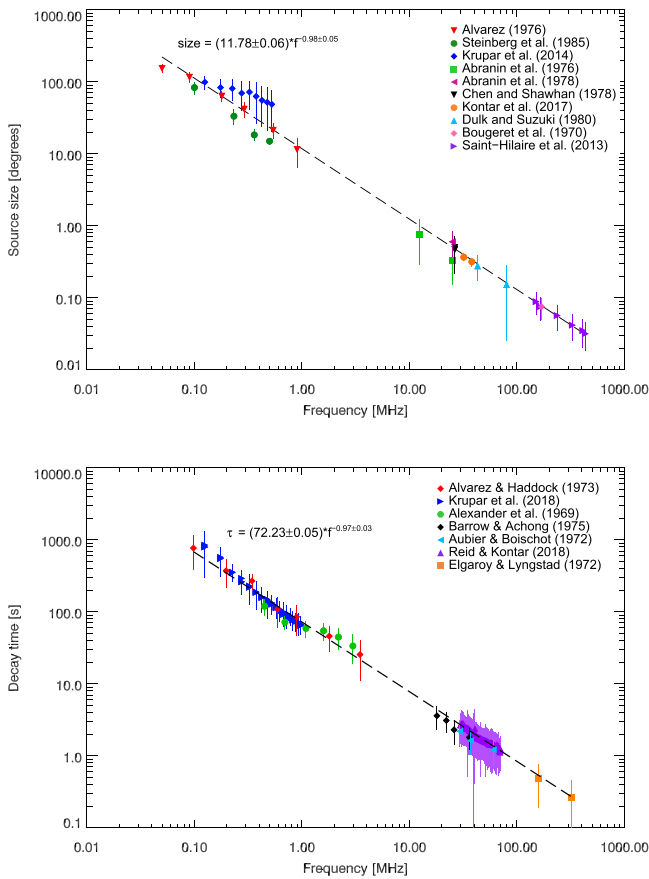 1000.00
100.00
10.00
1.00
0.10
0.01
Source size [degrees]
size = (11.78±0.06)*f^−0.98±0.05
Alvarez (1976)
Steinberg et al. (1985)
Krupar et al. (2014)
Abranin et al. (1976)
Abranin et al. (1978)
Chen and Shawhan (1978)
Kontar et al. (2017)
Dulk and Suzuki (1980)
Bougeret et al. (1970)
Saint−Hilaire et al. (2013)
0.01 0.10 1.00 10.00 100.00 1000.00
Frequency [MHz]
10000.0
1000.0
100.0
10.0
1.0
0.1
Decay time [s]
τ = (72.23±0.05)*f^−0.97±0.03
Alvarez & Haddock (1973)
Krupar et al. (2018)
Alexander et al. (1969)
Barrow & Achong (1975)
Aubier & Boischot (1972)
Reid & Kontar (2018)
Elgaroy & Lyngstad (1972)
0.01 0.10 1.00 10.00 100.00 1000.00
Frequency [MHz]